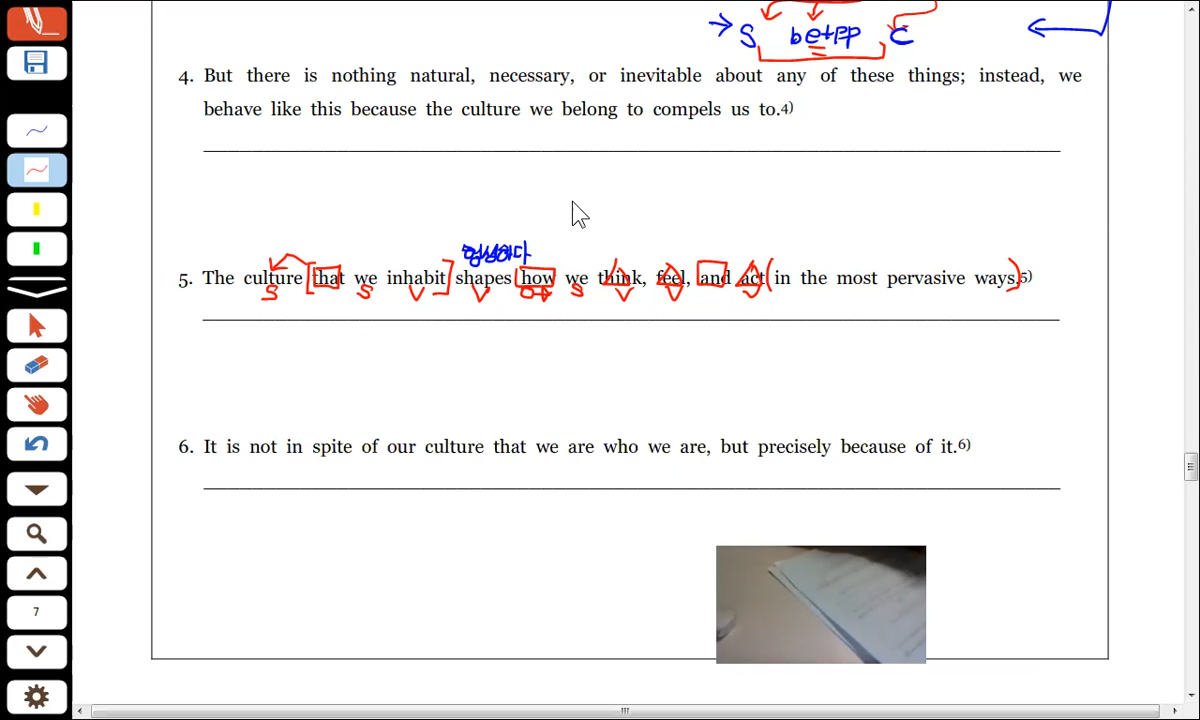 S be+PP C
4. But there is nothing natural, necessary, or inevitable about any of these things; instead, we
behave like this because the culture we belong to compels us to.4)
형성하다
5. The culture [that we inhabit] shapes how we think, feel, and act (in the most pervasive ways.)5)
S S V V S V V V
6. It is not in spite of our culture that we are who we are, but precisely because of it.6)
7